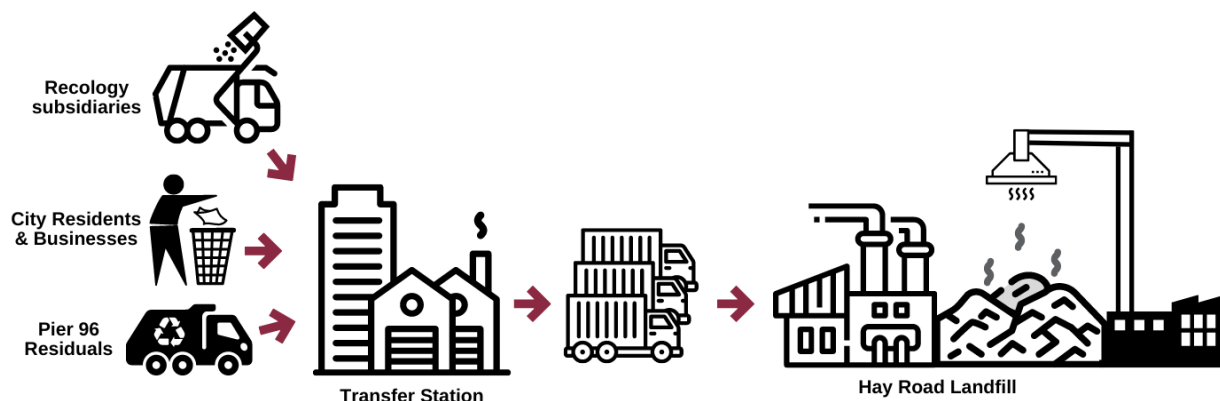 Recology
subsidiaries
City Residents
& Businesses
Pier 96
Residuals
Transfer Station
Hay Road Landfill